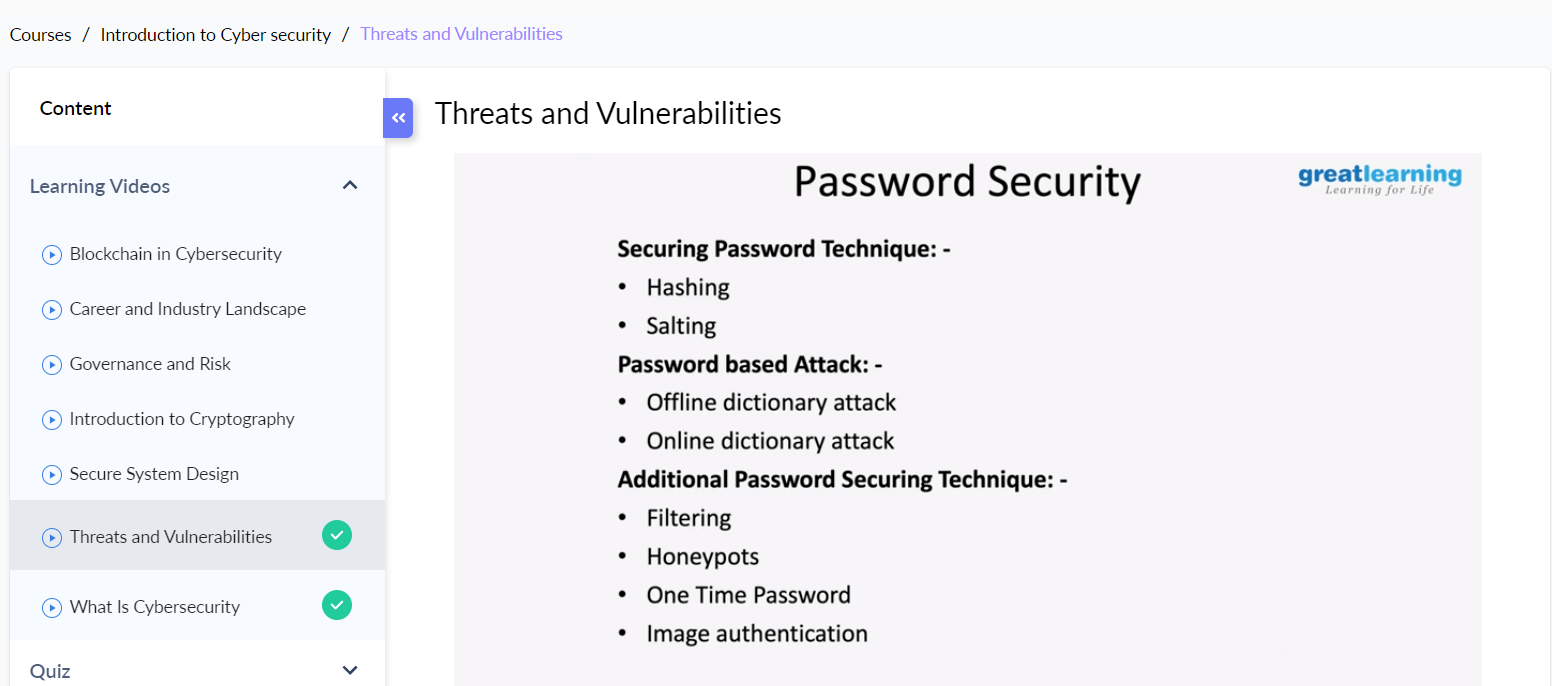 Courses / Introduction to Cyber security / Threats and Vulnerabilities
Content
Learning Videos
Blockchain in Cybersecurity
Career and Industry Landscape
Governance and Risk
Introduction to Cryptography
Secure System Design
Threats and Vulnerabilities
What Is Cybersecurity
Quiz
«
Threats and Vulnerabilities
Password Security
greatlearning
Learning for Life
Securing Password Technique: -
• Hashing
• Salting
Password based Attack: -
• Offline dictionary attack
• Online dictionary attack
Additional Password Securing Technique: -
• Filtering
• Honeypots
• One Time Password
• Image authentication